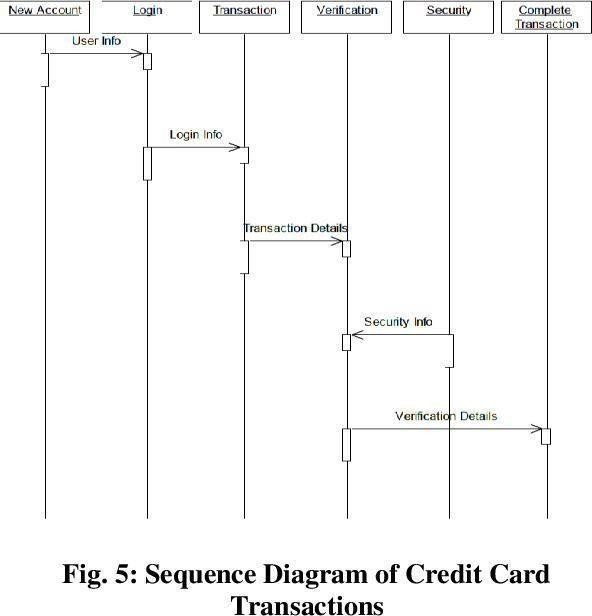 New Account
Login
Transaction
Verification
Security
Complete
Transaction
User Info
Login Info
Transaction Details
Security Info
Verification Details
Fig. 5: Sequence Diagram of Credit Card
Transactions